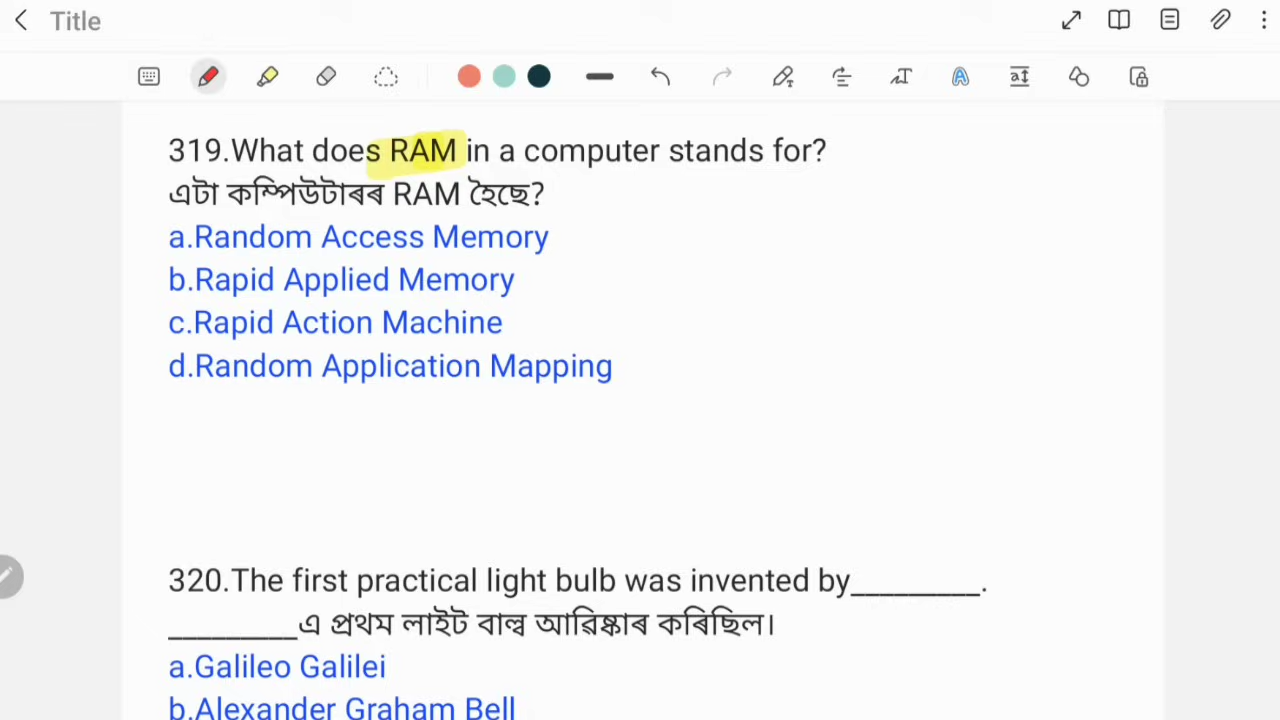 Title
319.What does RAM in a computer stands for?
এটা কম্পিউটাৰৰ RAM হৈছে?
a.Random Access Memory
b.Rapid Applied Memory
c.Rapid Action Machine
d.Random Application Mapping
320.The first practical light bulb was invented by_________.
_________এ প্ৰথম লাইট বাল্ব আৱিষ্কাৰ কৰিছিল।
a.Galileo Galilei
b.Alexander Graham Bell